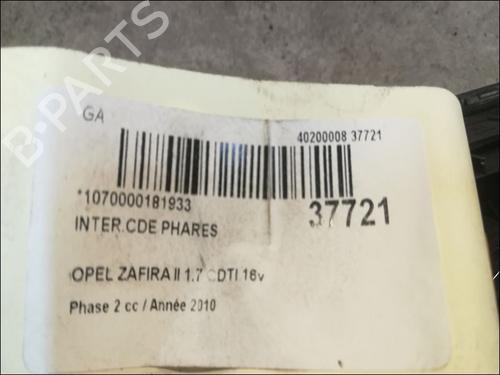 GA
40200008 37721
*1070000181933
37721
INTER.CDE PHARES
OPEL ZAFIRA II 1.7 CDTI 16v
Phase 2 cc / Année 2010
B-PARTS